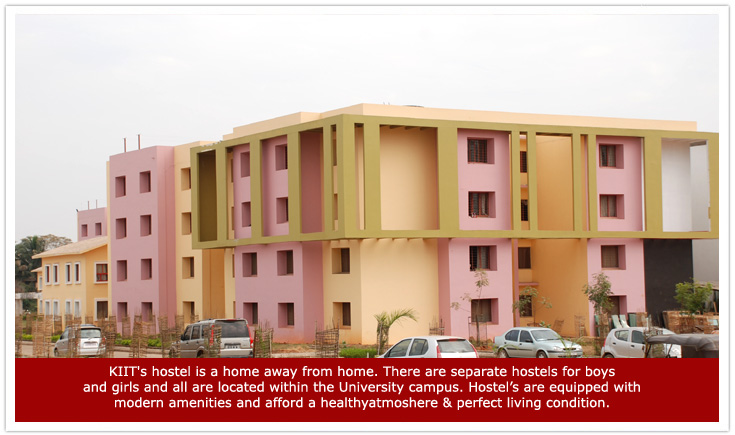 KIIT's hostel is a home away from home. There are separate hostels for boys
and girls and all are located within the University campus. Hostel's are equipped with
modern amenities and afford a healthyatmoshere & perfect living condition.